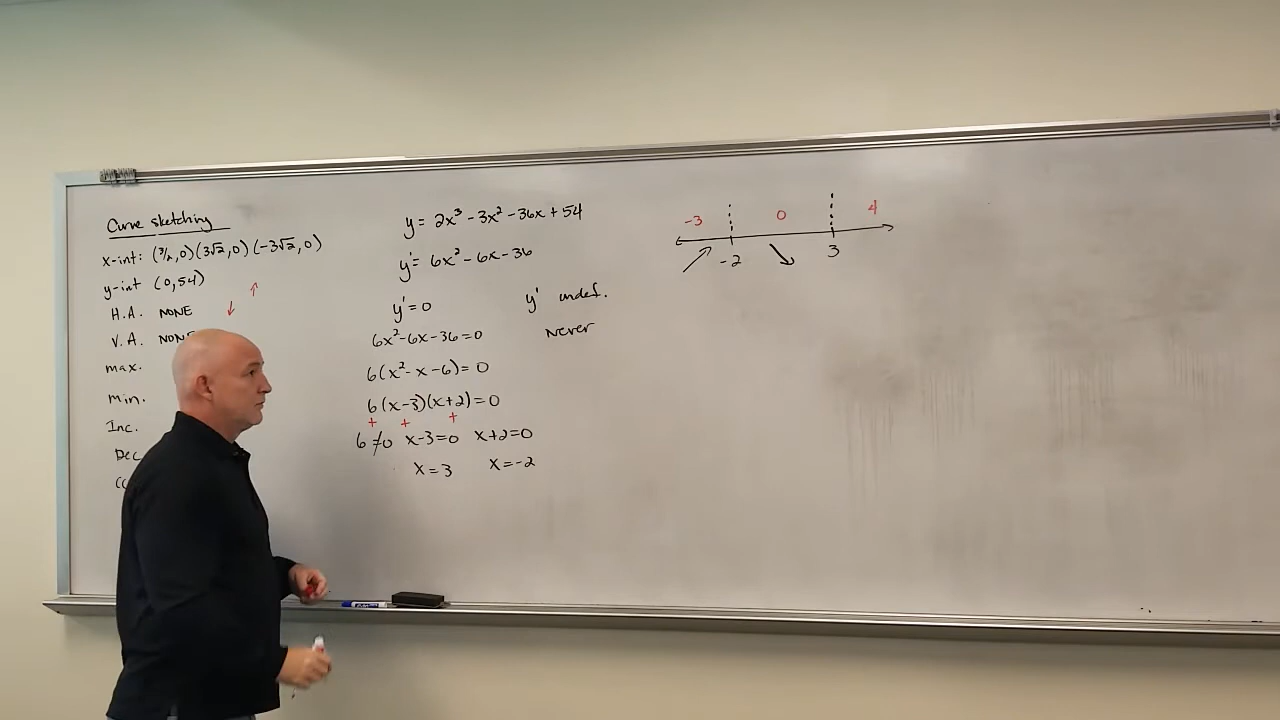 Curve sketching
x-int: (3/2,0)(3√2,0)(-3√2,0)
y-int (0,54)
H.A. NONE
V.A. NONE
max.
min.
Inc.
Dec
y = 2x³-3x²-36x+54
y' = 6x²-6x-36
y'=0
y' undef.
6x²-6x-36=0
never
6(x²-x-6)=0
6(x-3)(x+2)=0
+ + +
6≠0 x-3=0 x+2=0
x=3 x=-2
-3 0 4
-2 3